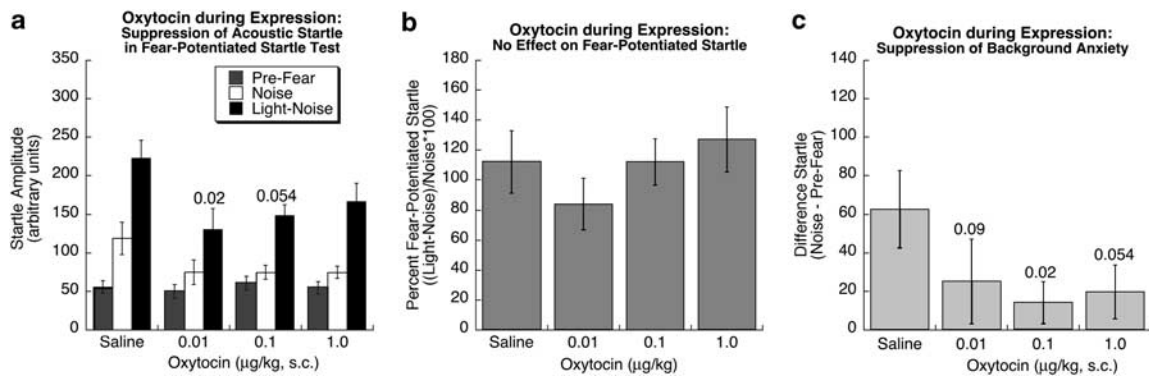 a
Oxytocin during Expression:
Suppression of Acoustic Startle
in Fear-Potentiated Startle Test
350
300
250
200
150
100
50
0
Startle Amplitude
(arbitrary units)
Pre-Fear
Noise
Light-Noise
0.02
0.054
Saline
0.01
0.1
1.0
Oxytocin (μg/kg, s.c.)
b
Oxytocin during Expression:
No Effect on Fear-Potentiated Startle
180
160
140
120
100
80
60
40
20
0
Percent Fear-Potentiated Startle
((Light-Noise)/Noise*100)
Saline
0.01
0.1
1.0
Oxytocin (μg/kg)
c
Oxytocin during Expression:
Suppression of Background Anxiety
140
120
100
80
60
40
20
0
Difference Startle
(Noise - Pre-Fear)
0.09
0.02
0.054
Saline
0.01
0.1
1.0
Oxytocin (μg/kg, s.c.)